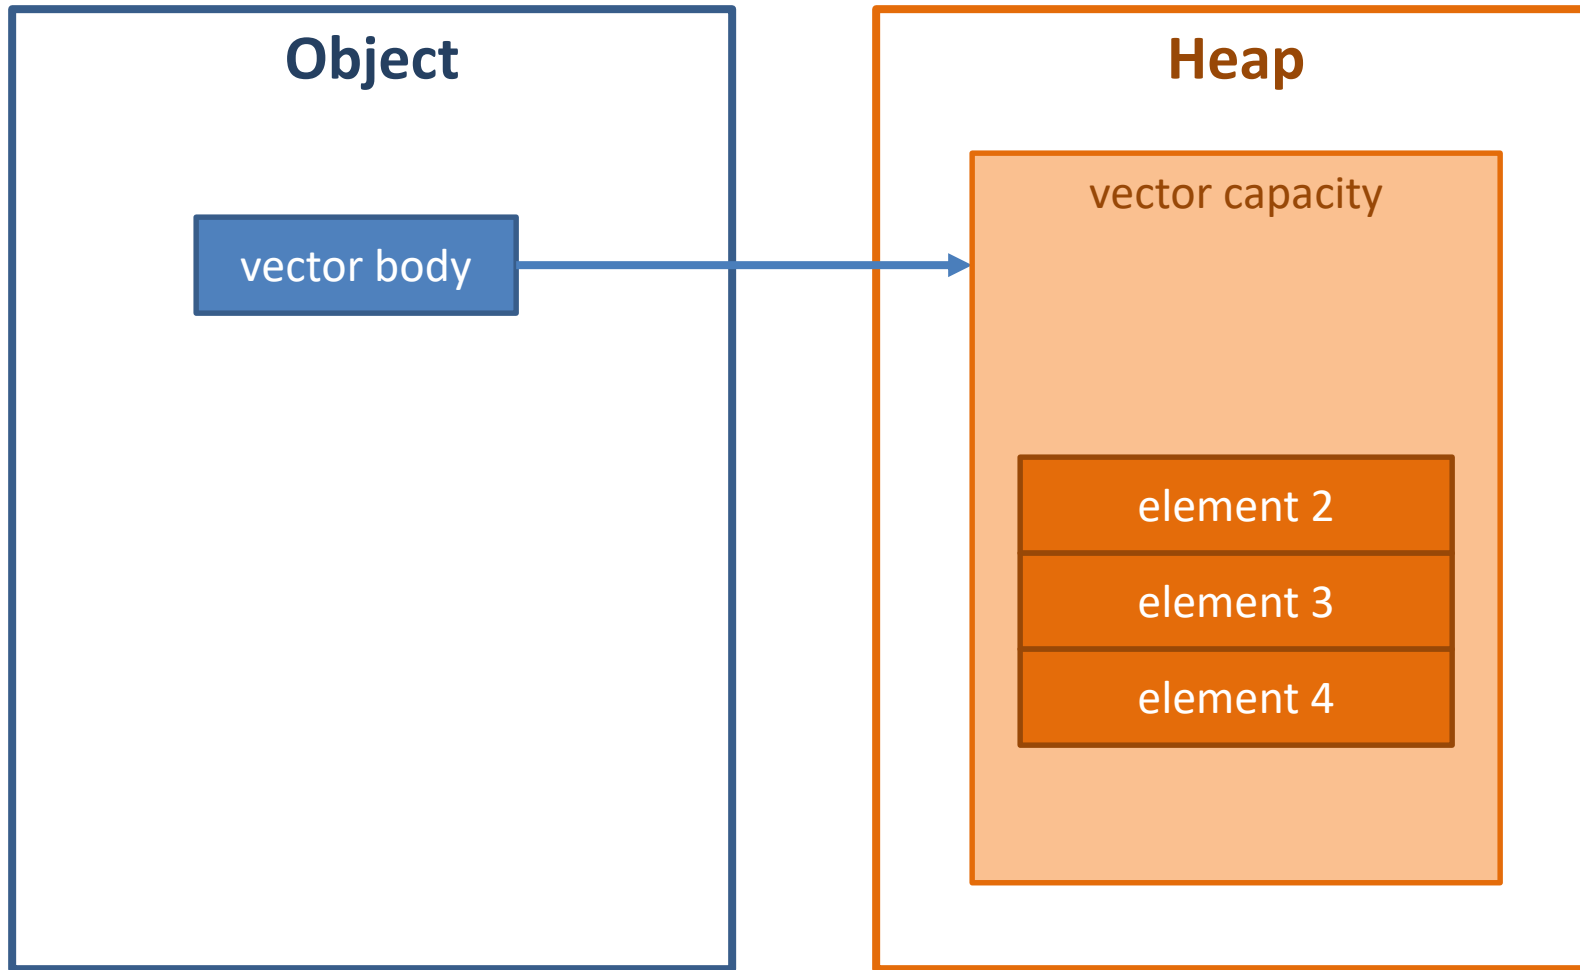 Object
Heap
vector capacity
vector body
element 2
element 3
element 4